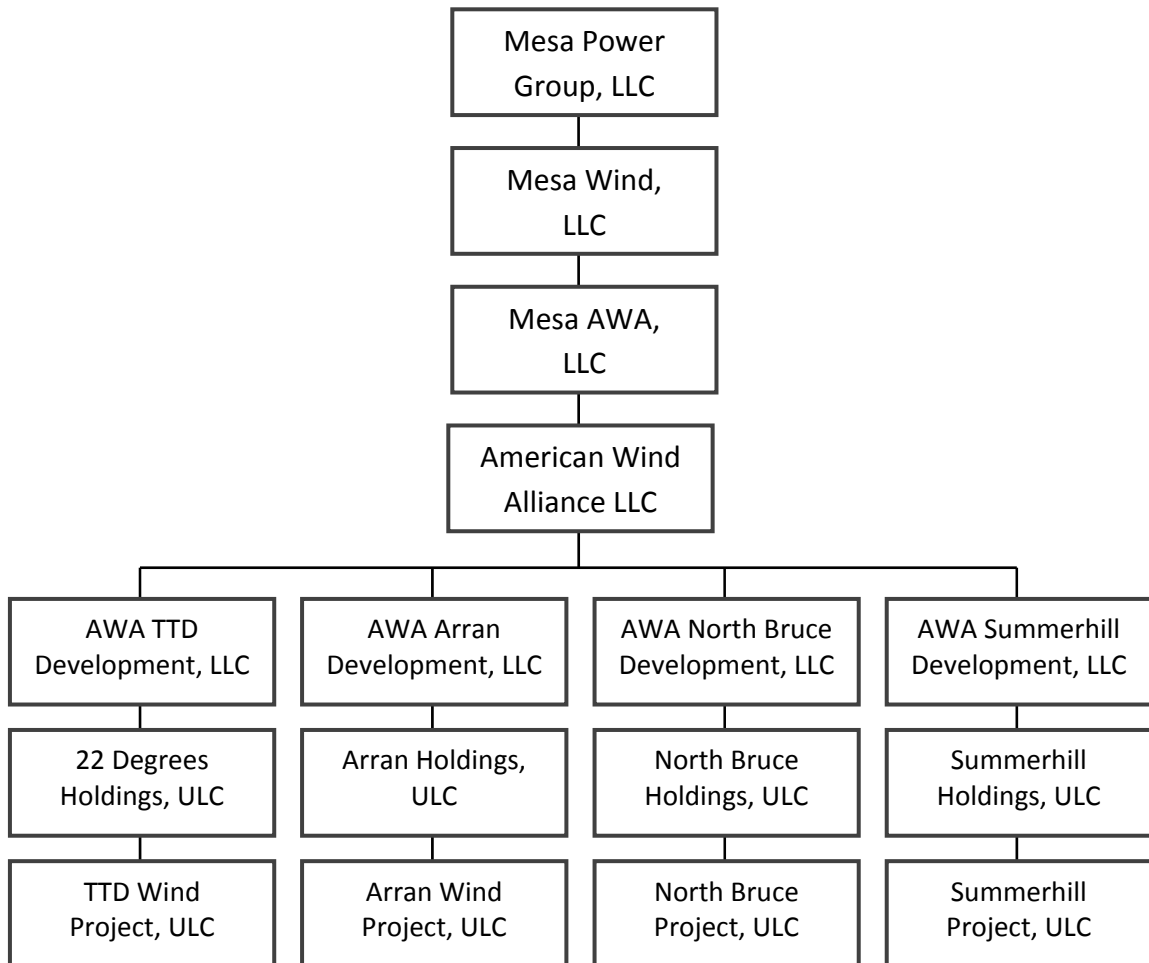 Mesa Power
Group, LLC
Mesa Wind,
LLC
Mesa AWA,
LLC
American Wind
Alliance LLC
AWA TTD
Development, LLC
AWA Arran
Development, LLC
AWA North Bruce
Development, LLC
AWA Summerhill
Development, LLC
22 Degrees
Holdings, ULC
Arran Holdings,
ULC
North Bruce
Holdings, ULC
Summerhill
Holdings, ULC
TTD Wind
Project, ULC
Arran Wind
Project, ULC
North Bruce
Project, ULC
Summerhill
Project, ULC